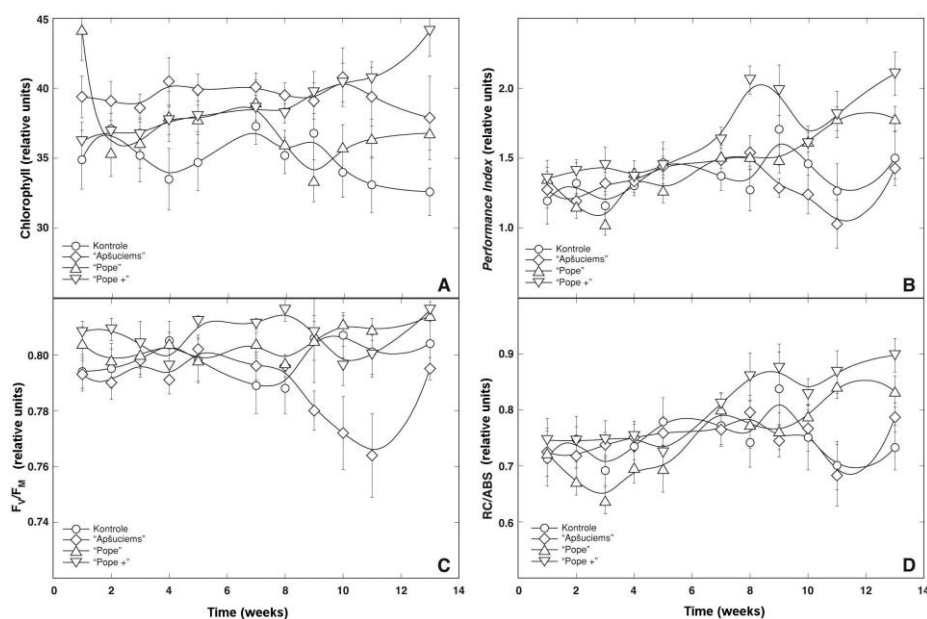 45
40
35
30
Chlorophyll (relative units)
Kontrole
"Apšuciems"
"Pope"
"Pope +"
A
2.0
1.5
1.0
Performance Index (relative units)
Kontrole
"Apšuciems"
"Pope"
"Pope +"
B
0.80
0.78
0.76
0.74
FV/FM (relative units)
Kontrole
"Apšuciems"
"Pope"
"Pope +"
C
0 2 4 6 8 10 12 14
Time (weeks)
0.9
0.8
0.7
0.6
RC/ABS (relative units)
Kontrole
"Apšuciems"
"Pope"
"Pope +"
D
0 2 4 6 8 10 12 14
Time (weeks)